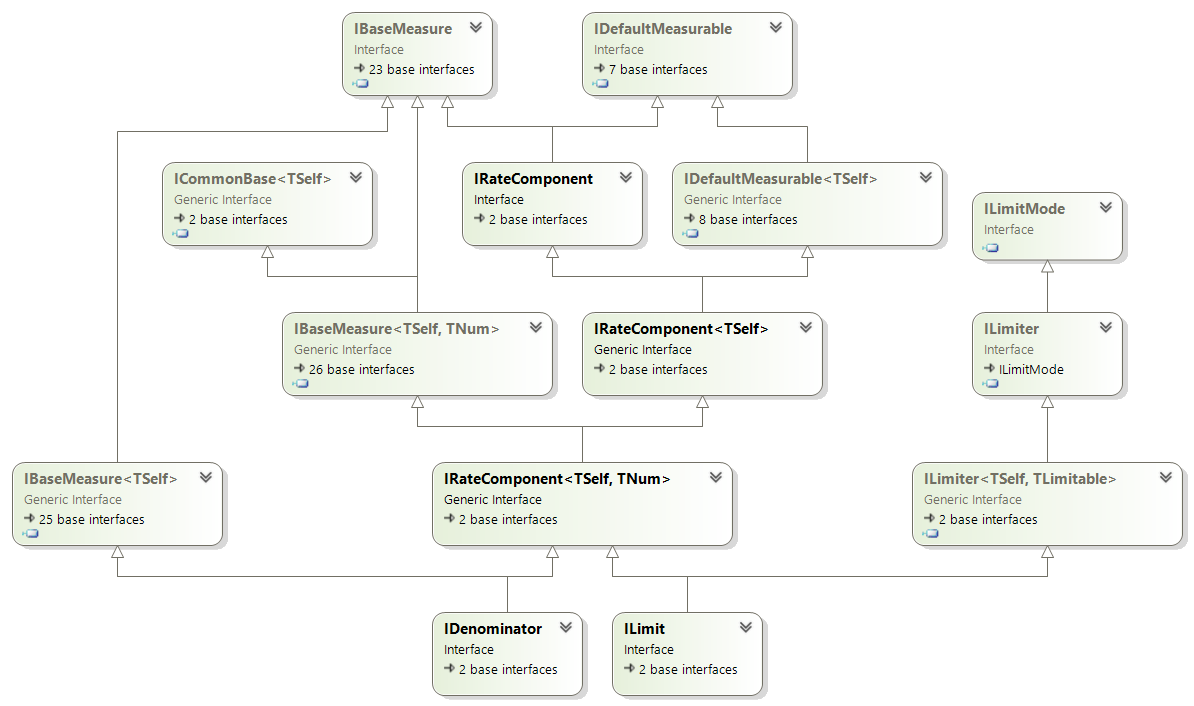 IBaseMeasure
Interface
23 base interfaces
IDefaultMeasurable
Interface
7 base interfaces
ICommonBase<TSelf>
Generic Interface
2 base interfaces
IRateComponent
Interface
2 base interfaces
IDefaultMeasurable<TSelf>
Generic Interface
8 base interfaces
ILimitMode
Interface
IBaseMeasure<TSelf, TNum>
Generic Interface
26 base interfaces
IRateComponent<TSelf>
Generic Interface
2 base interfaces
ILimiter
Interface
ILimitMode
IBaseMeasure<TSelf>
Generic Interface
25 base interfaces
IRateComponent<TSelf, TNum>
Generic Interface
2 base interfaces
ILimiter<TSelf, TLimitable>
Generic Interface
2 base interfaces
IDenominator
Interface
2 base interfaces
ILimit
Interface
2 base interfaces